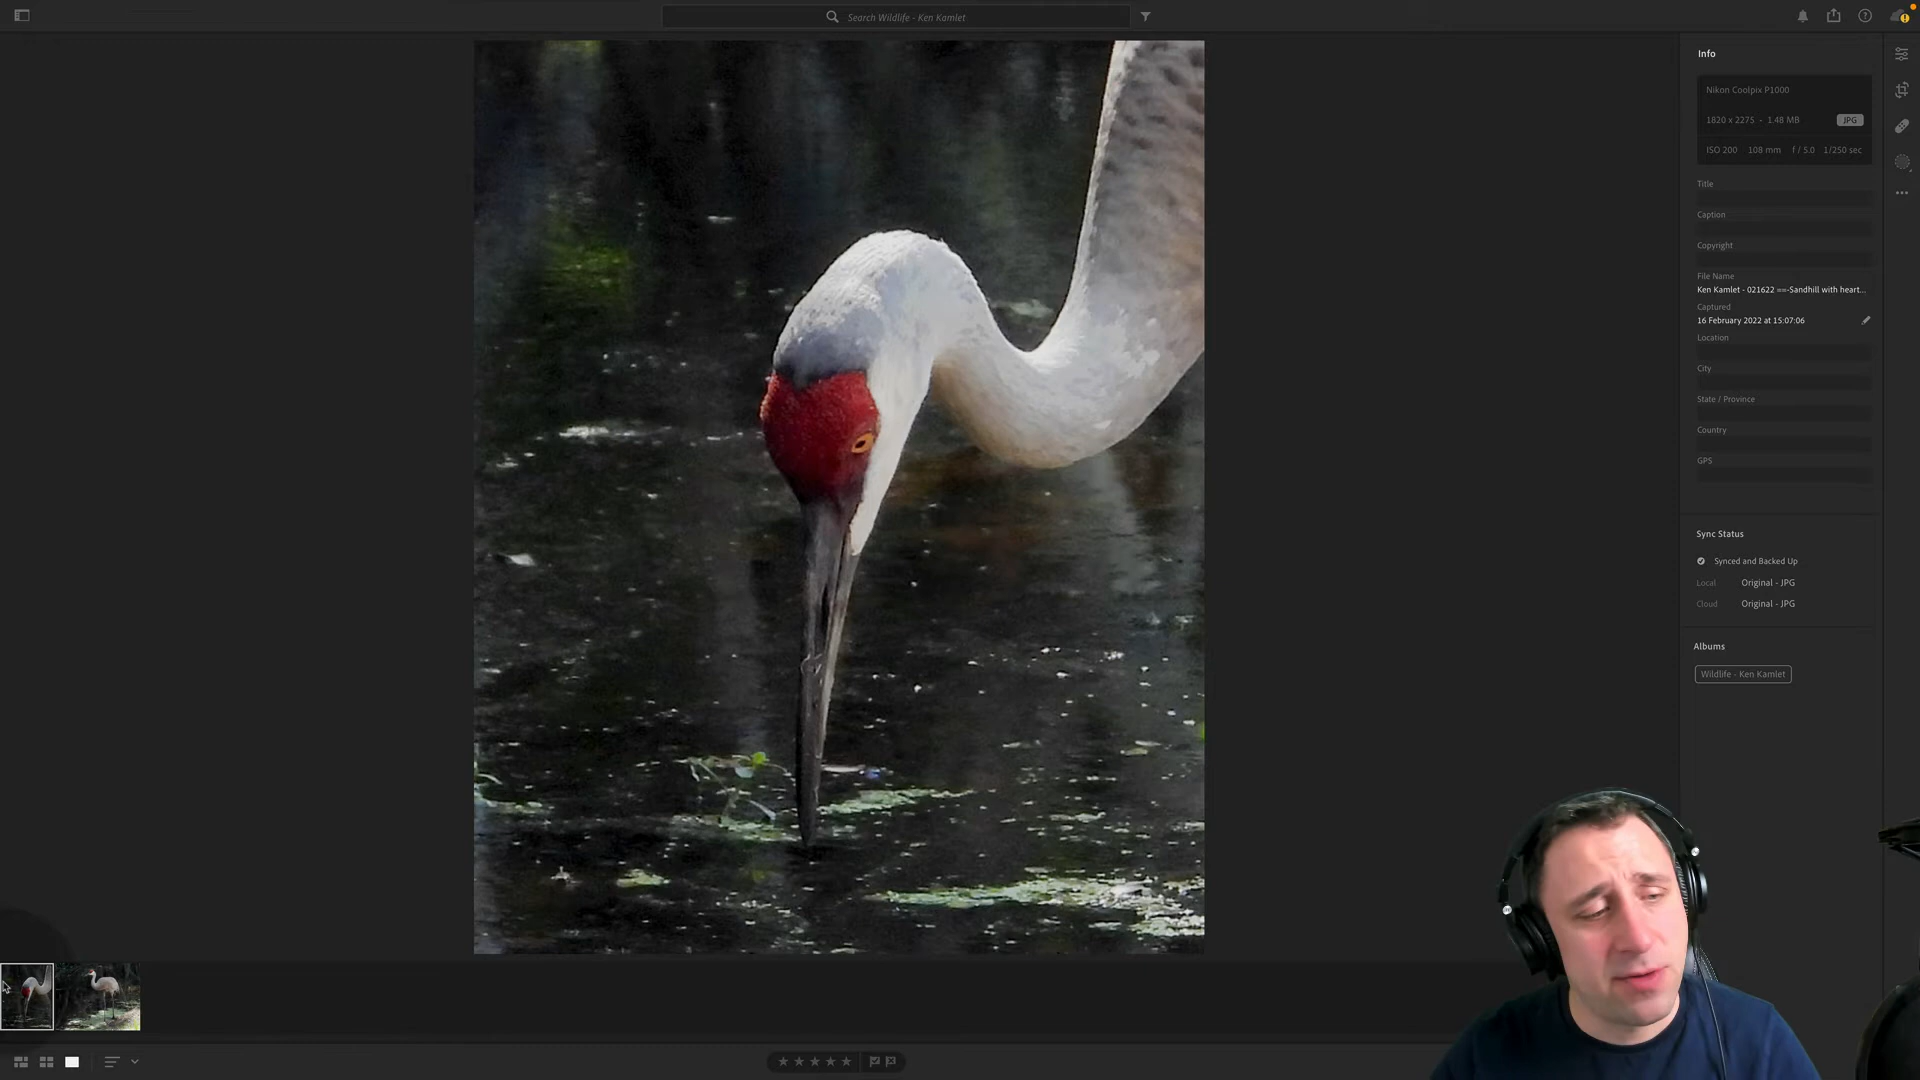 Search Wildlife - Ken Kamlet
Info
Nikon Coolpix P1000
1820 x 2275 - 1.48 MB
JPG
ISO 200 108 mm f / 5.0 1/250 sec
Title
Caption
Copyright
File Name
Ken Kamlet - 021622 ==-Sandhill with heart...
Captured
16 February 2022 at 15:07:06
Location
City
State / Province
Country
GPS
Sync Status
Synced and Backed Up
Local Original - JPG
Cloud Original - JPG
Albums
Wildlife - Ken Kamlet